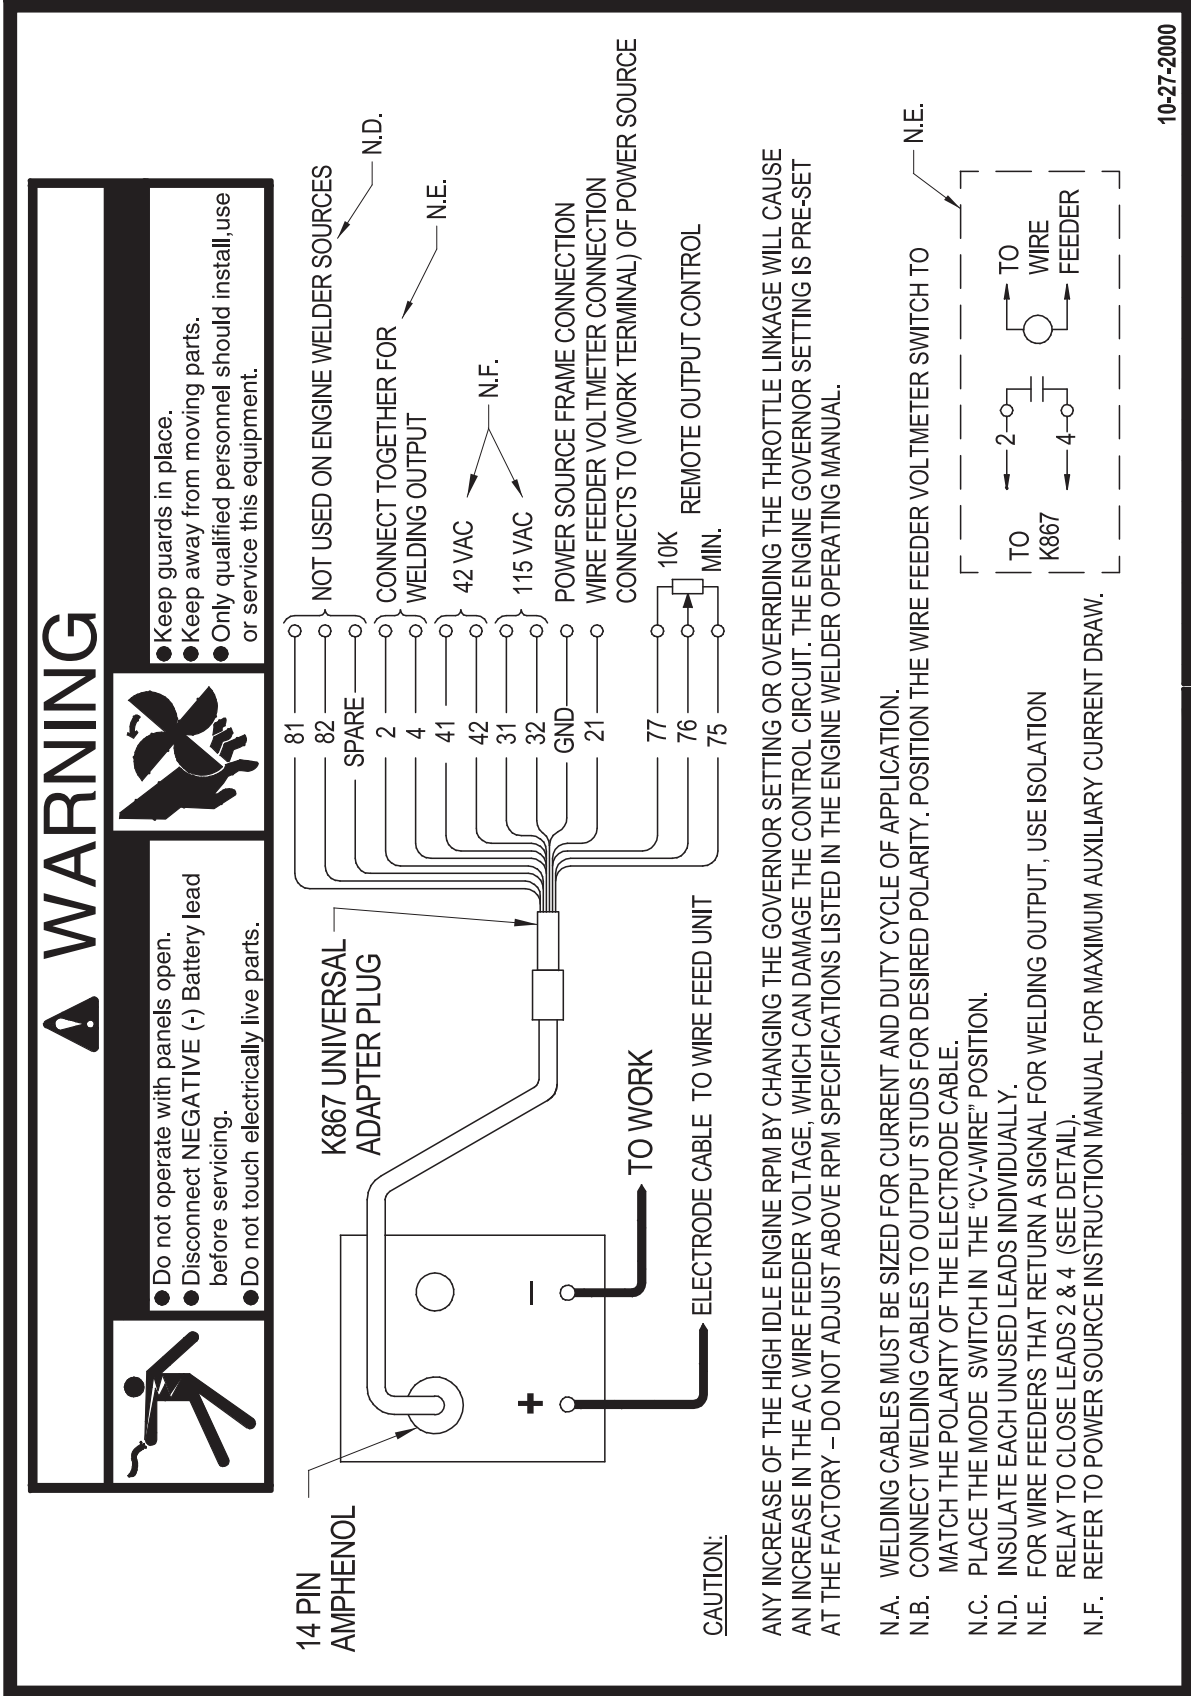 WARNING
● Do not operate with panels open.
● Disconnect NEGATIVE (-) Battery lead
before servicing.
● Do not touch electrically live parts.
● Keep guards in place.
● Keep away from moving parts.
● Only qualified personnel should install,use
or service this equipment.
14 PIN
AMPHENOL
K867 UNIVERSAL
ADAPTER PLUG
+
–
TO WORK
ELECTRODE CABLE TO WIRE FEED UNIT
81
82
SPARE
2
4
41
42
31
32
GND
21
77
76
75
NOT USED ON ENGINE WELDER SOURCES
N.D.
CONNECT TOGETHER FOR
WELDING OUTPUT
N.E.
42 VAC
115 VAC
N.F.
POWER SOURCE FRAME CONNECTION
WIRE FEEDER VOLTMETER CONNECTION
CONNECTS TO (WORK TERMINAL) OF POWER SOURCE
10K
REMOTE OUTPUT CONTROL
MIN.
CAUTION:
ANY INCREASE OF THE HIGH IDLE ENGINE RPM BY CHANGING THE GOVERNOR SETTING OR OVERRIDING THE THROTTLE LINKAGE WILL CAUSE
AN INCREASE IN THE AC WIRE FEEDER VOLTAGE, WHICH CAN DAMAGE THE CONTROL CIRCUIT. THE ENGINE GOVERNOR SETTING IS PRE-SET
AT THE FACTORY – DO NOT ADJUST ABOVE RPM SPECIFICATIONS LISTED IN THE ENGINE WELDER OPERATING MANUAL.
N.A. WELDING CABLES MUST BE SIZED FOR CURRENT AND DUTY CYCLE OF APPLICATION.
N.B. CONNECT WELDING CABLES TO OUTPUT STUDS FOR DESIRED POLARITY. POSITION THE WIRE FEEDER VOLTMETER SWITCH TO
MATCH THE POLARITY OF THE ELECTRODE CABLE.
N.C. PLACE THE MODE SWITCH IN THE “CV-WIRE” POSITION.
N.D. INSULATE EACH UNUSED LEADS INDIVIDUALLY.
N.E. FOR WIRE FEEDERS THAT RETURN A SIGNAL FOR WELDING OUTPUT, USE ISOLATION
RELAY TO CLOSE LEADS 2 & 4 (SEE DETAIL).
N.F. REFER TO POWER SOURCE INSTRUCTION MANUAL FOR MAXIMUM AUXILIARY CURRENT DRAW.
N.E.
TO
K867
2
4
TO
WIRE
FEEDER
10-27-2000